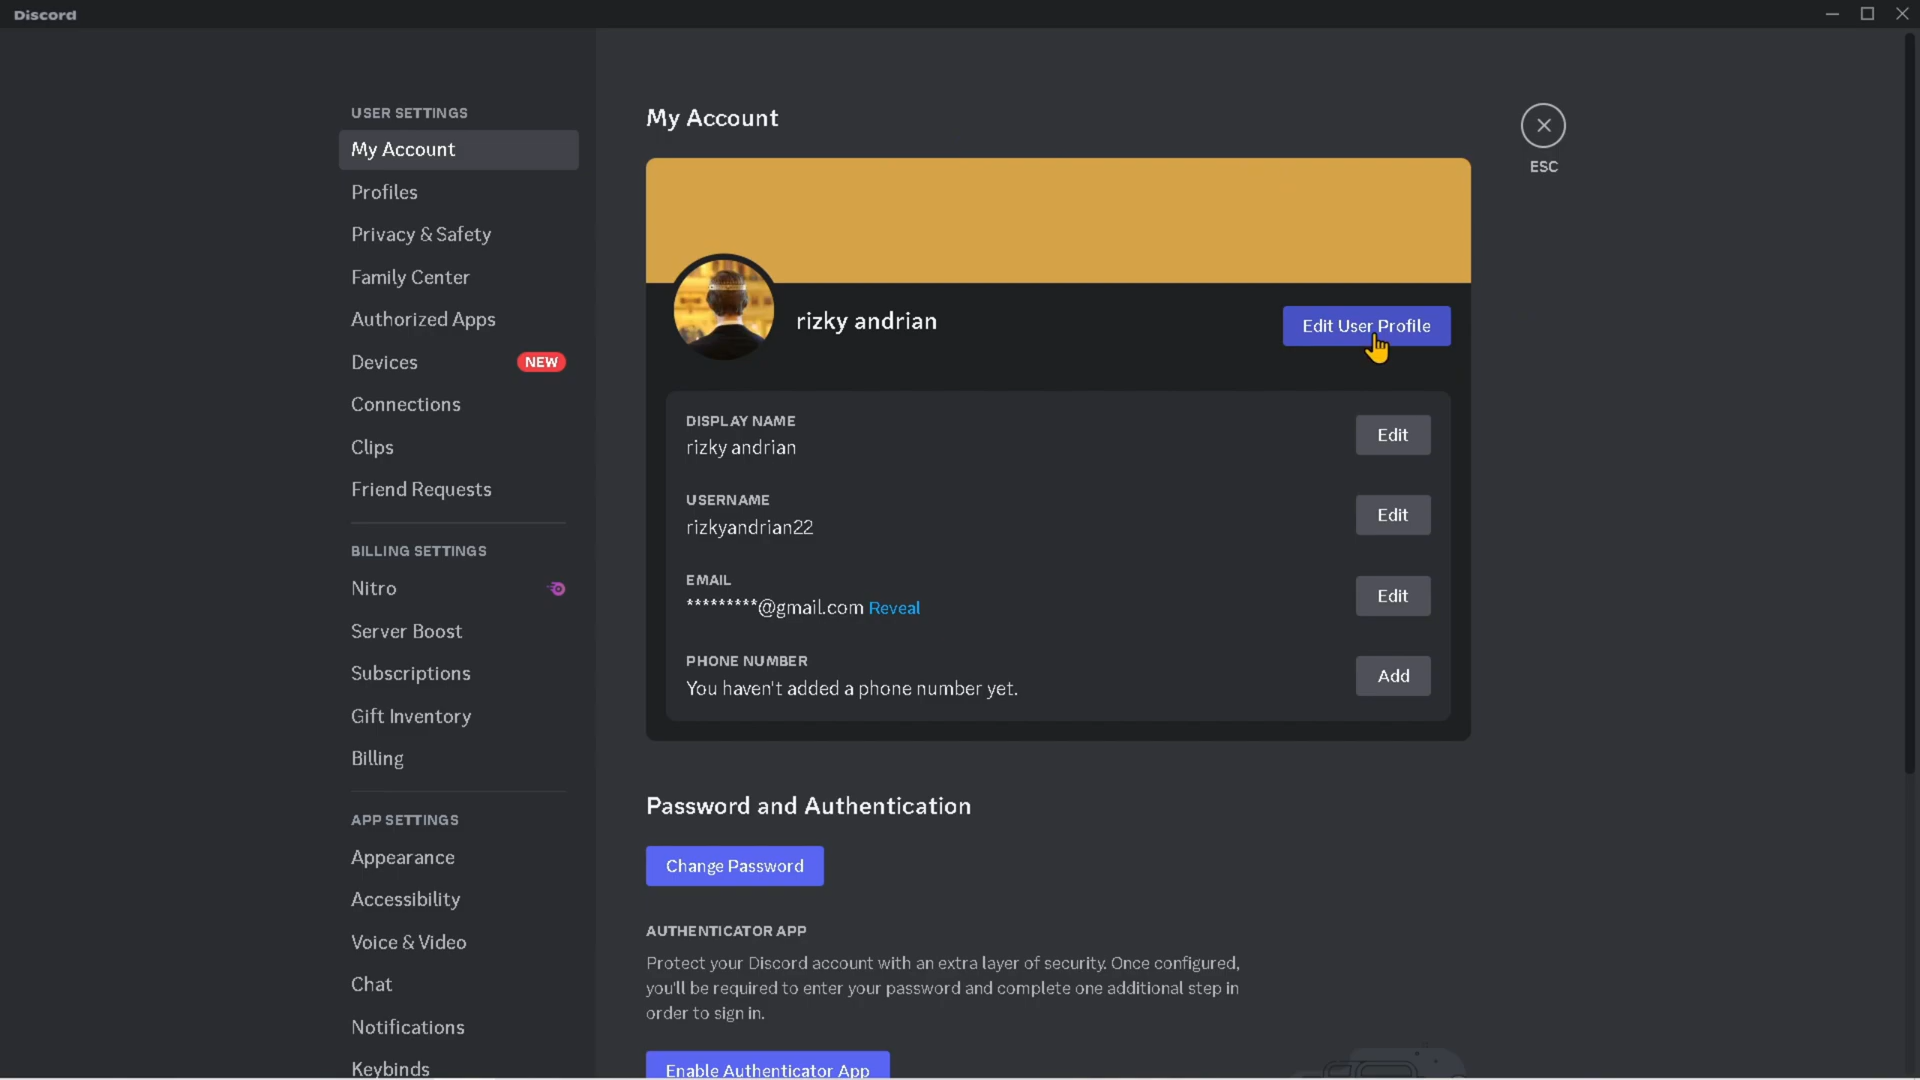 Discord
USER SETTINGS
My Account
Profiles
Privacy & Safety
Family Center
Authorized Apps
Devices NEW
Connections
Clips
Friend Requests
BILLING SETTINGS
Nitro
Server Boost
Subscriptions
Gift Inventory
Billing
APP SETTINGS
Appearance
Accessibility
Voice & Video
Chat
Notifications
Keybinds
My Account
ESC
rizky andrian
Edit User Profile
DISPLAY NAME
rizky andrian
Edit
USERNAME
rizkyandrian22
Edit
EMAIL
*********@gmail.com Reveal
Edit
PHONE NUMBER
You haven't added a phone number yet.
Add
Password and Authentication
Change Password
AUTHENTICATOR APP
Protect your Discord account with an extra layer of security. Once configured,
you'll be required to enter your password and complete one additional step in
order to sign in.
Enable Authenticator App